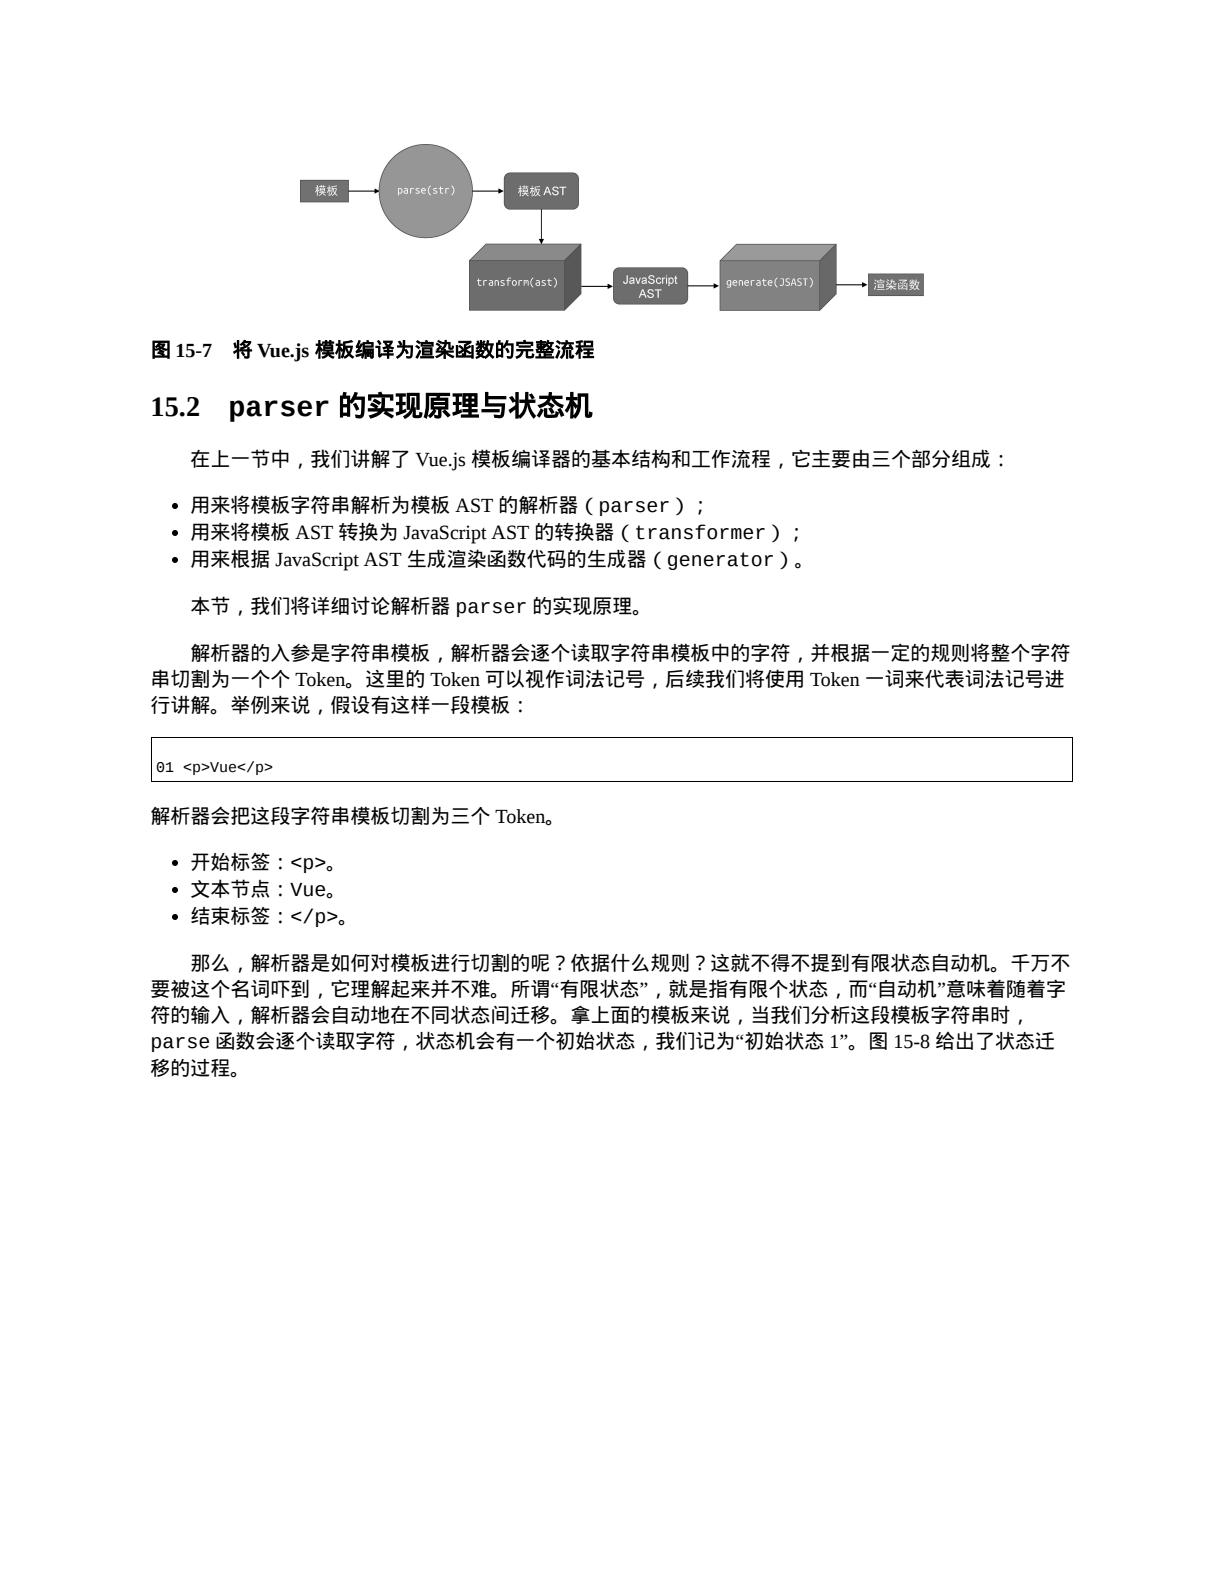 模板
parse(str)
模板 AST
transform(ast)
JavaScript
AST
generate(JSAST)
渲染函数
图 15-7　将 Vue.js 模板编译为渲染函数的完整流程
15.2　parser 的实现原理与状态机
在上一节中，我们讲解了 Vue.js 模板编译器的基本结构和工作流程，它主要由三个部分组成：
• 用来将模板字符串解析为模板 AST 的解析器（parser）；
• 用来将模板 AST 转换为 JavaScript AST 的转换器（transformer）；
• 用来根据 JavaScript AST 生成渲染函数代码的生成器（generator）。
本节，我们将详细讨论解析器 parser 的实现原理。
解析器的入参是字符串模板，解析器会逐个读取字符串模板中的字符，并根据一定的规则将整个字符
串切割为一个个 Token。这里的 Token 可以视作词法记号，后续我们将使用 Token 一词来代表词法记号进
行讲解。举例来说，假设有这样一段模板：
01 <p>Vue</p>
解析器会把这段字符串模板切割为三个 Token。
• 开始标签：<p>。
• 文本节点：Vue。
• 结束标签：</p>。
那么，解析器是如何对模板进行切割的呢？依据什么规则？这就不得不提到有限状态自动机。千万不
要被这个名词吓到，它理解起来并不难。所谓“有限状态”，就是指有限个状态，而“自动机”意味着随着字
符的输入，解析器会自动地在不同状态间迁移。拿上面的模板来说，当我们分析这段模板字符串时，
parse 函数会逐个读取字符，状态机会有一个初始状态，我们记为“初始状态 1”。图 15-8 给出了状态迁
移的过程。